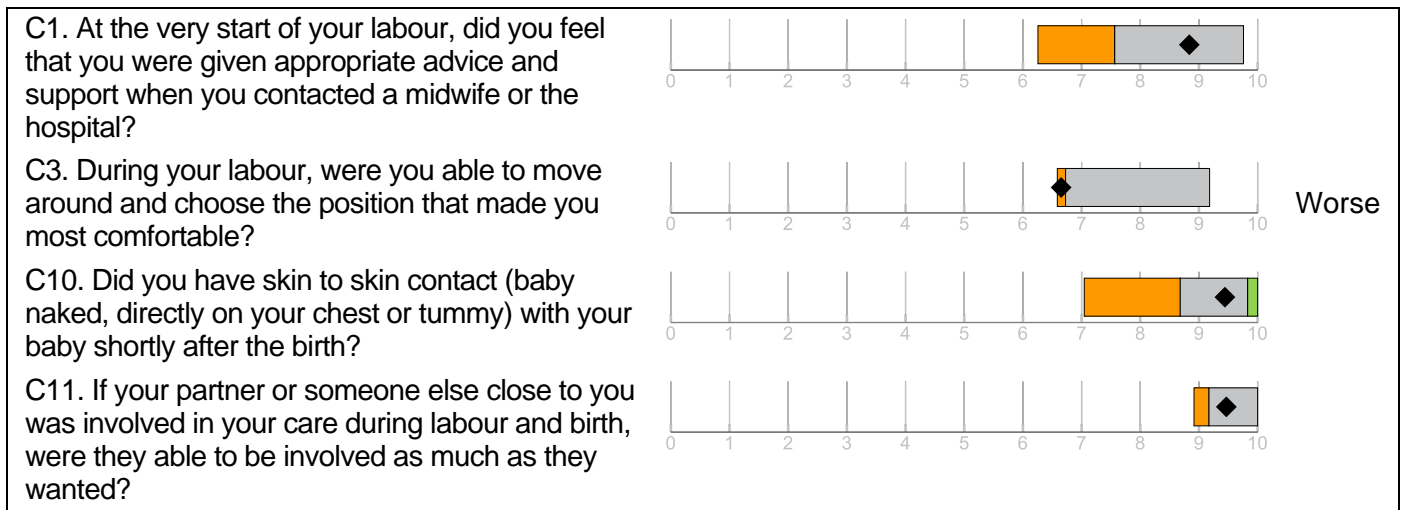 C1. At the very start of your labour, did you feel
that you were given appropriate advice and
support when you contacted a midwife or the
hospital?
0 1 2 3 4 5 6 7 8 9 10
C3. During your labour, were you able to move
around and choose the position that made you
most comfortable?
0 1 2 3 4 5 6 7 8 9 10
Worse
C10. Did you have skin to skin contact (baby
naked, directly on your chest or tummy) with your
baby shortly after the birth?
0 1 2 3 4 5 6 7 8 9 10
C11. If your partner or someone else close to you
was involved in your care during labour and birth,
were they able to be involved as much as they
wanted?
0 1 2 3 4 5 6 7 8 9 10